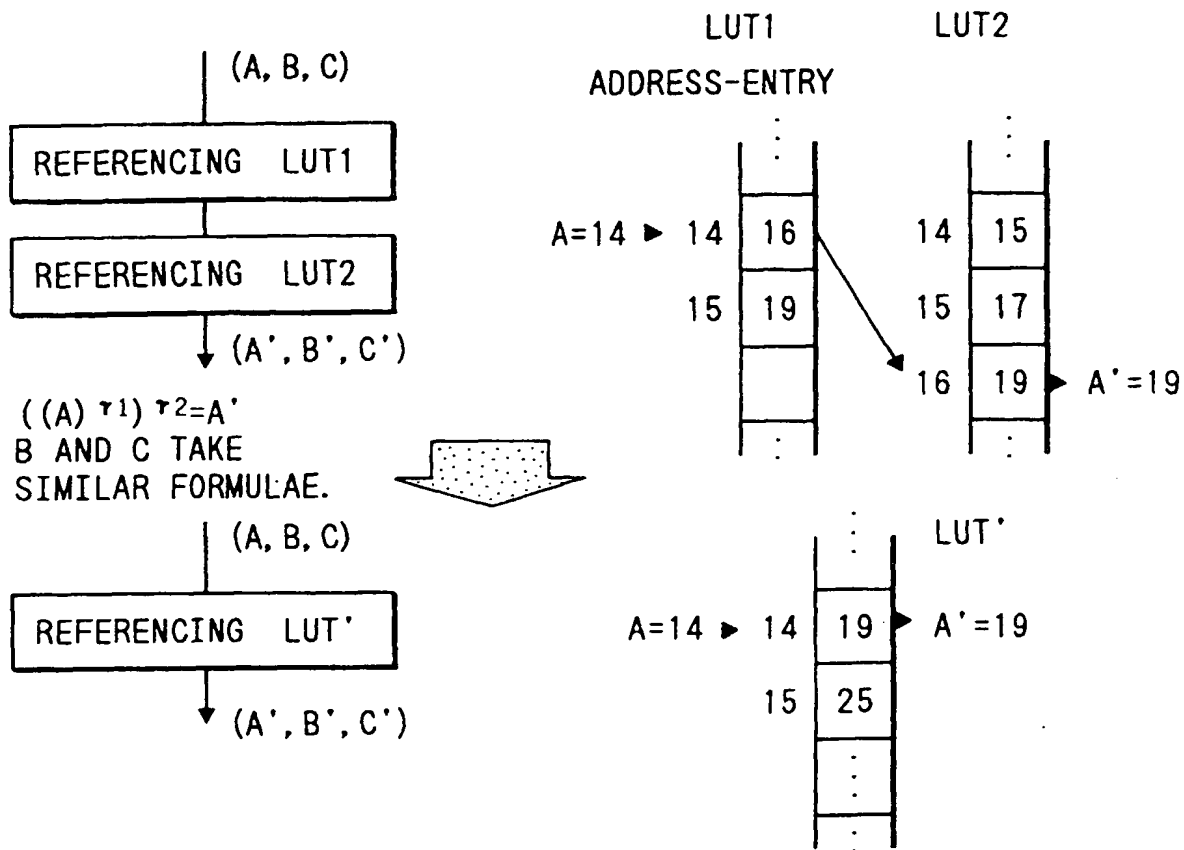 (A, B, C)
REFERENCING LUT1
REFERENCING LUT2
(A', B', C')
((A) γ1) γ2=A'
B AND C TAKE
SIMILAR FORMULAE.
(A, B, C)
REFERENCING LUT'
(A', B', C')
LUT1 LUT2
ADDRESS-ENTRY
A=14 14 16 14 15
15 19 15 17
16 19 A'=19
LUT'
A=14 14 19 A'=19
15 25